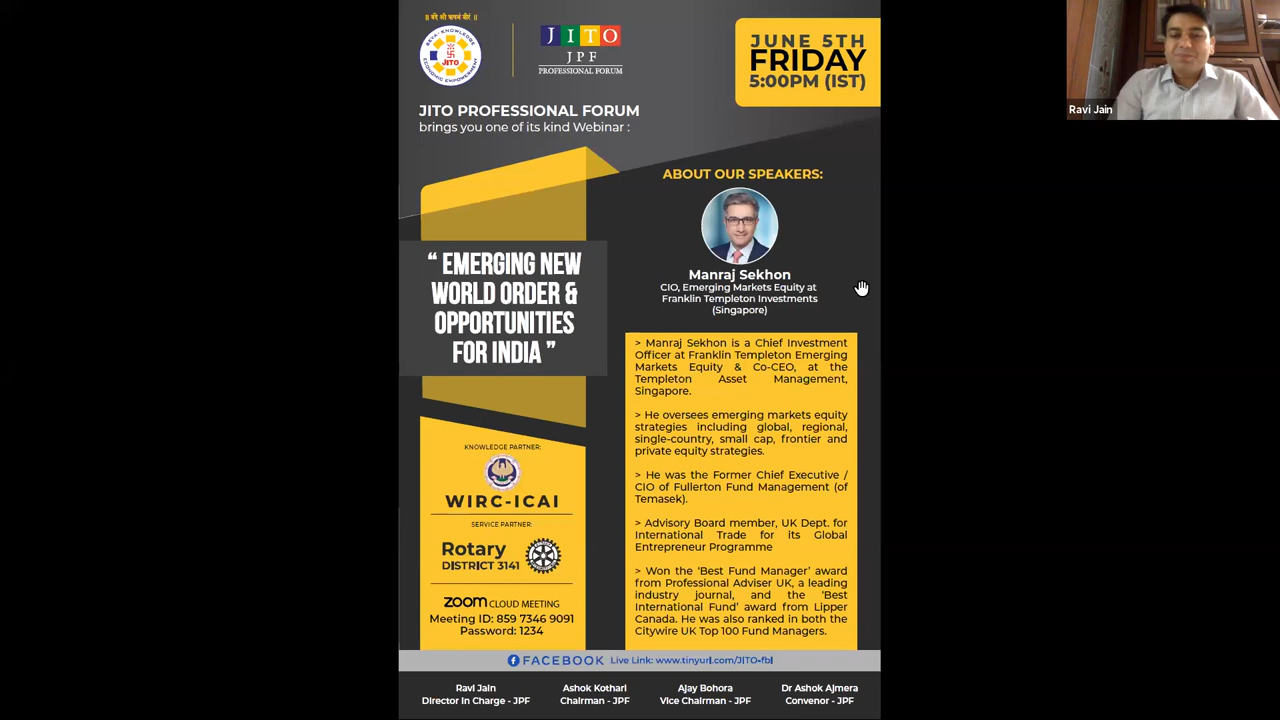 ॥ वंदे श्री ऋषभं वीरं ॥
SEVA-KNOWLEDGE
JITO
ECONOMIC EMPOWERMENT
JITO
JPF
PROFESSIONAL FORUM
JUNE 5TH
FRIDAY
5:00PM (IST)
Ravi Jain
JITO PROFESSIONAL FORUM
brings you one of its kind Webinar :
“ EMERGING NEW
WORLD ORDER &
OPPORTUNITIES
FOR INDIA ”
KNOWLEDGE PARTNER:
WIRC-ICAI
SERVICE PARTNER:
Rotary
DISTRICT 3141
zoom CLOUD MEETING
Meeting ID: 859 7346 9091
Password: 1234
ABOUT OUR SPEAKERS:
Manraj Sekhon
CIO, Emerging Markets Equity at
Franklin Templeton Investments
(Singapore)
> Manraj Sekhon is a Chief Investment
Officer at Franklin Templeton Emerging
Markets Equity & Co-CEO, at the
Templeton Asset Management,
Singapore.
> He oversees emerging markets equity
strategies including global, regional,
single-country, small cap, frontier and
private equity strategies.
> He was the Former Chief Executive /
CIO of Fullerton Fund Management (of
Temasek).
> Advisory Board member, UK Dept. for
International Trade for its Global
Entrepreneur Programme
> Won the ‘Best Fund Manager’ award
from Professional Adviser UK, a leading
industry journal, and the ‘Best
International Fund’ award from Lipper
Canada. He was also ranked in both the
Citywire UK Top 100 Fund Managers.
FACEBOOK Live Link: www.tinyurl.com/JITO-fbl
Ravi Jain
Director In Charge - JPF
Ashok Kothari
Chairman - JPF
Ajay Bohora
Vice Chairman - JPF
Dr Ashok Ajmera
Convenor - JPF